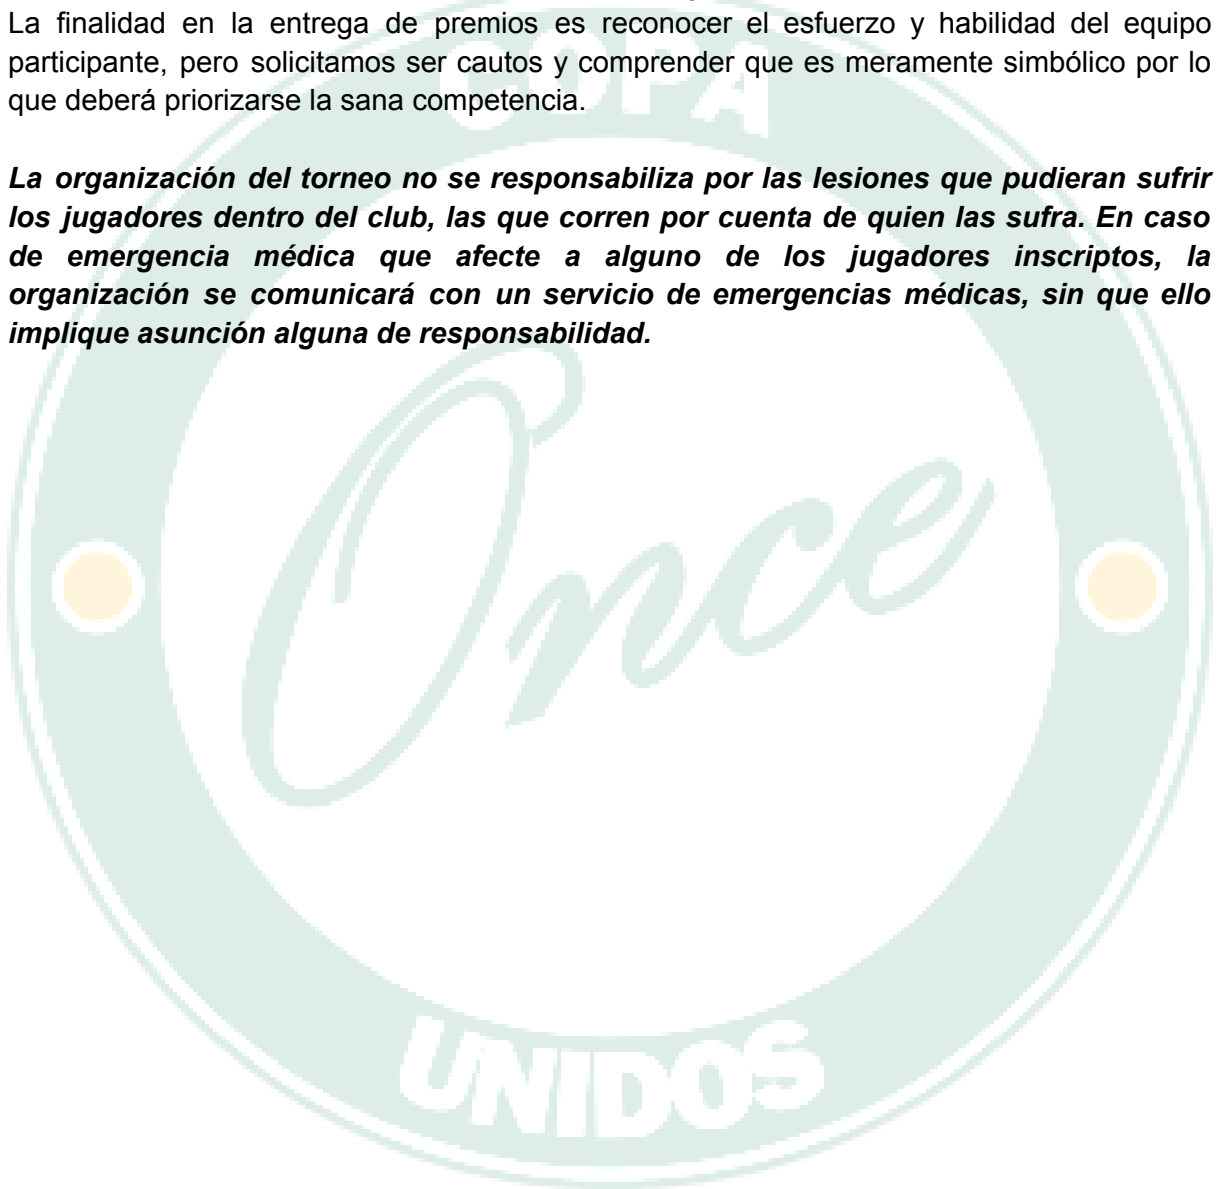 La finalidad en la entrega de premios es reconocer el esfuerzo y habilidad del equipo
participante, pero solicitamos ser cautos y comprender que es meramente simbólico por lo
que deberá priorizarse la sana competencia.
La organización del torneo no se responsabiliza por las lesiones que pudieran sufrir
los jugadores dentro del club, las que corren por cuenta de quien las sufra. En caso
de emergencia médica que afecte a alguno de los jugadores inscriptos, la
organización se comunicará con un servicio de emergencias médicas, sin que ello
implique asunción alguna de responsabilidad.
COPA
Once
UNIDOS